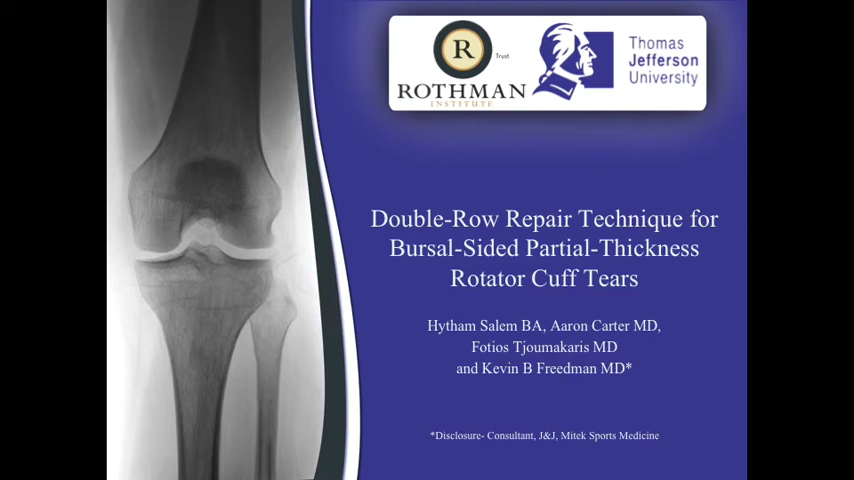 R
Trust.
ROTHMAN
INSTITUTE
Thomas
Jefferson
University
Double-Row Repair Technique for
Bursal-Sided Partial-Thickness
Rotator Cuff Tears
Hytham Salem BA, Aaron Carter MD,
Fotios Tjoumakaris MD
and Kevin B Freedman MD*
*Disclosure- Consultant, J&J, Mitek Sports Medicine